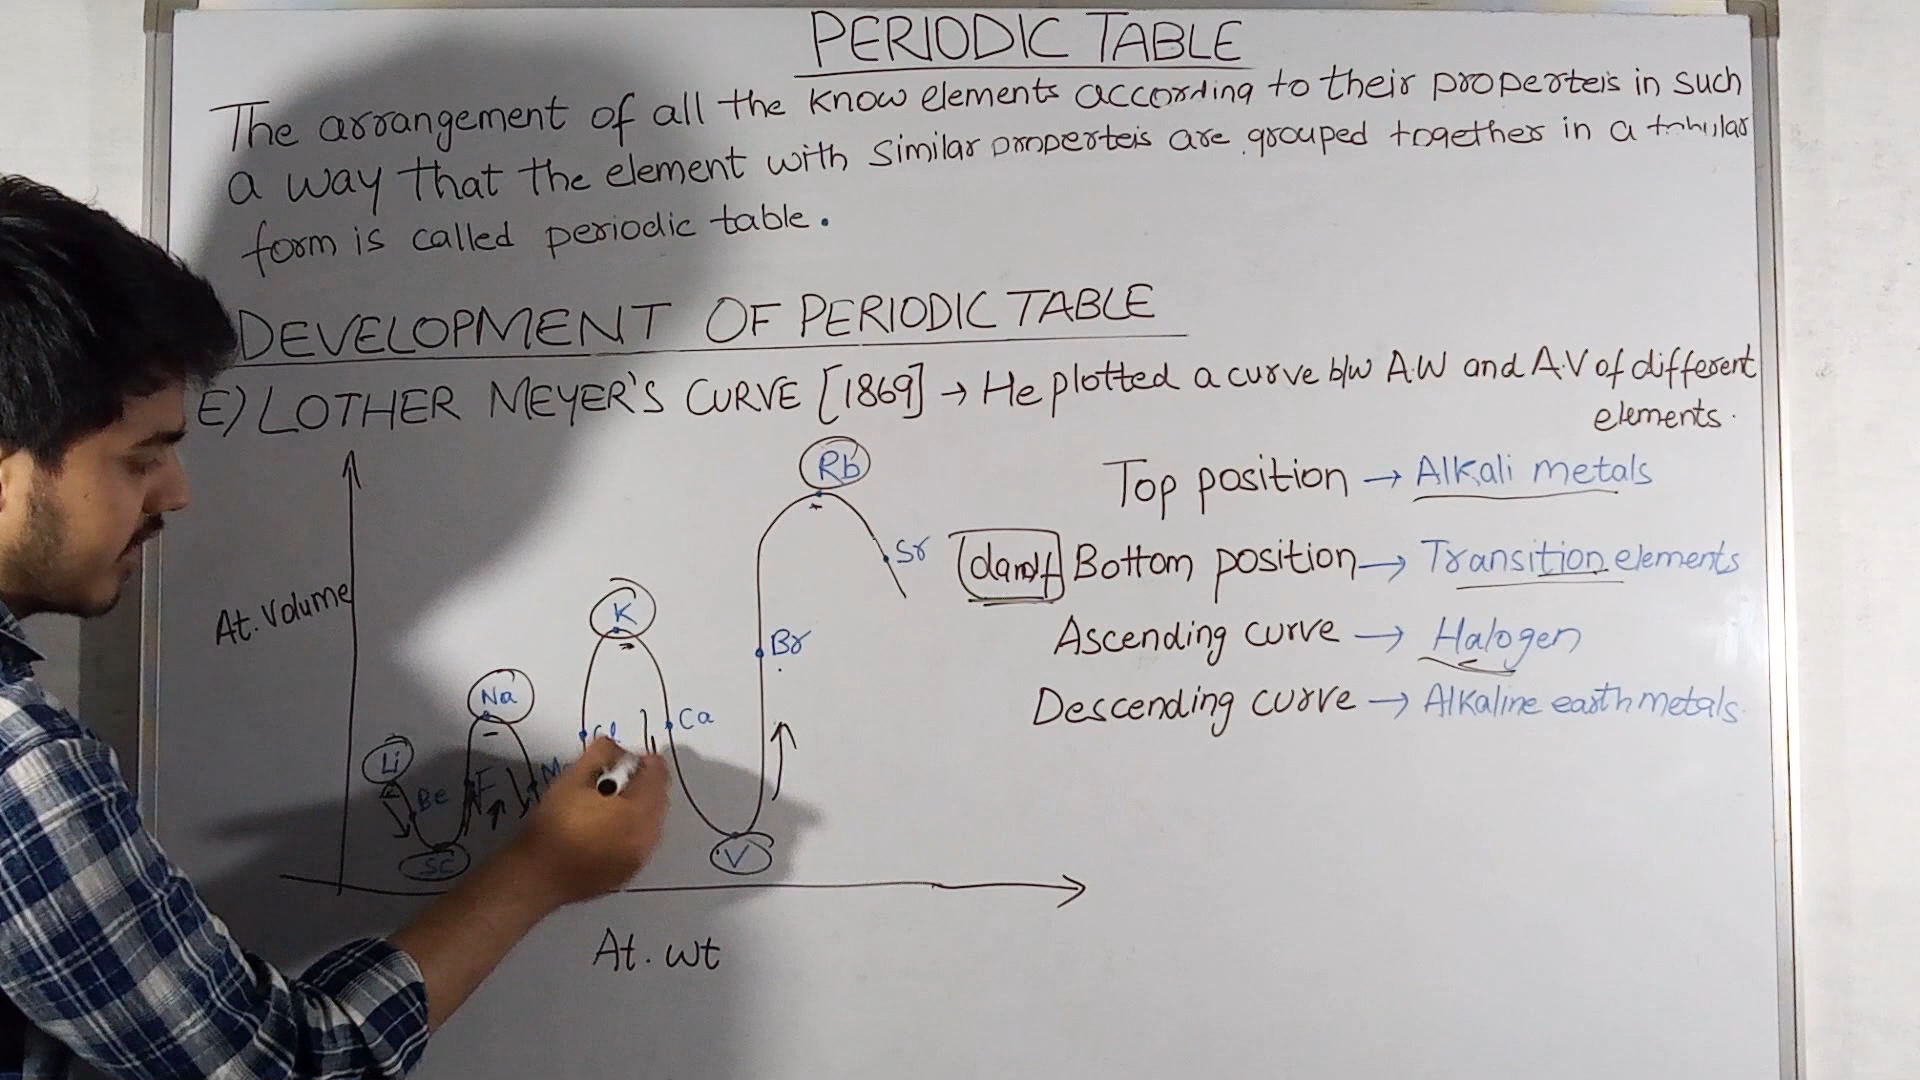 PERIODIC TABLE
The arrangement of all the know elements according to their properteis in such
a way that the element with similar properteis are grouped together in a tabular
form is called periodic table.
DEVELOPMENT OF PERIODIC TABLE
E) LOTHER MEYER'S CURVE [1869] → He plotted a curve b/w A.W and A.V of different
elements.
Top position → Alkali metals
d and f Bottom position → Transition elements
Ascending curve → Halogen
Descending curve → Alkaline earth metals
At. Volume
Rb
Sr
K
Br
Na
Ca
Cl
Li
Be
F
V
Sc
At. wt